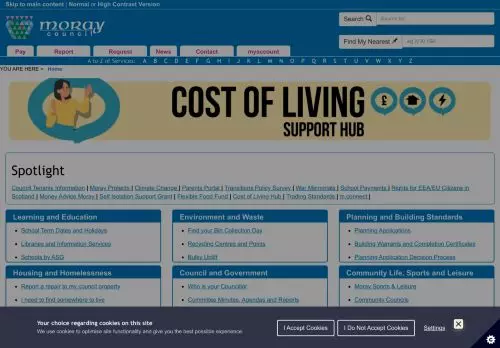 Skip to main content | Normal or High Contrast Version
moray council
Search
Search for
Find My Nearest
Pay
Report
Request
News
Contact
myaccount
A to Z of Services: A B C D E F G H I J K L M N O P Q R S T U V W X Y Z
YOU ARE HERE > Home
COST OF LIVING
SUPPORT HUB
Spotlight
Council Tenants Information | Moray Protects | Climate Change | Parents Portal | Transitions Policy Survey | War Memorials | School Payments | Rights for EEA/EU Citizens in
Scotland | Money Advice Moray | Self Isolation Support Grant | Flexible Food Fund | Cost of Living Hub | Trading Standards | m.connect |
Learning and Education
School Term Dates and Holidays
Libraries and Information Services
Schools by ASG
Environment and Waste
Find your Bin Collection Day
Recycling Centres and Points
Bulky Uplift
Planning and Building Standards
Planning Applications
Building Warrants and Completion Certificates
Planning Application Decision Process
Housing and Homelessness
Report a repair to my council property
I need to find somewhere to live
Council and Government
Who is your Councillor
Committee Minutes, Agendas and Reports
Community Life, Sports and Leisure
Moray Sports & Leisure
Community Councils
Your choice regarding cookies on this site
We use cookies to optimise site functionality and give you the best possible experience.
I Accept Cookies
I Do Not Accept Cookies
Settings